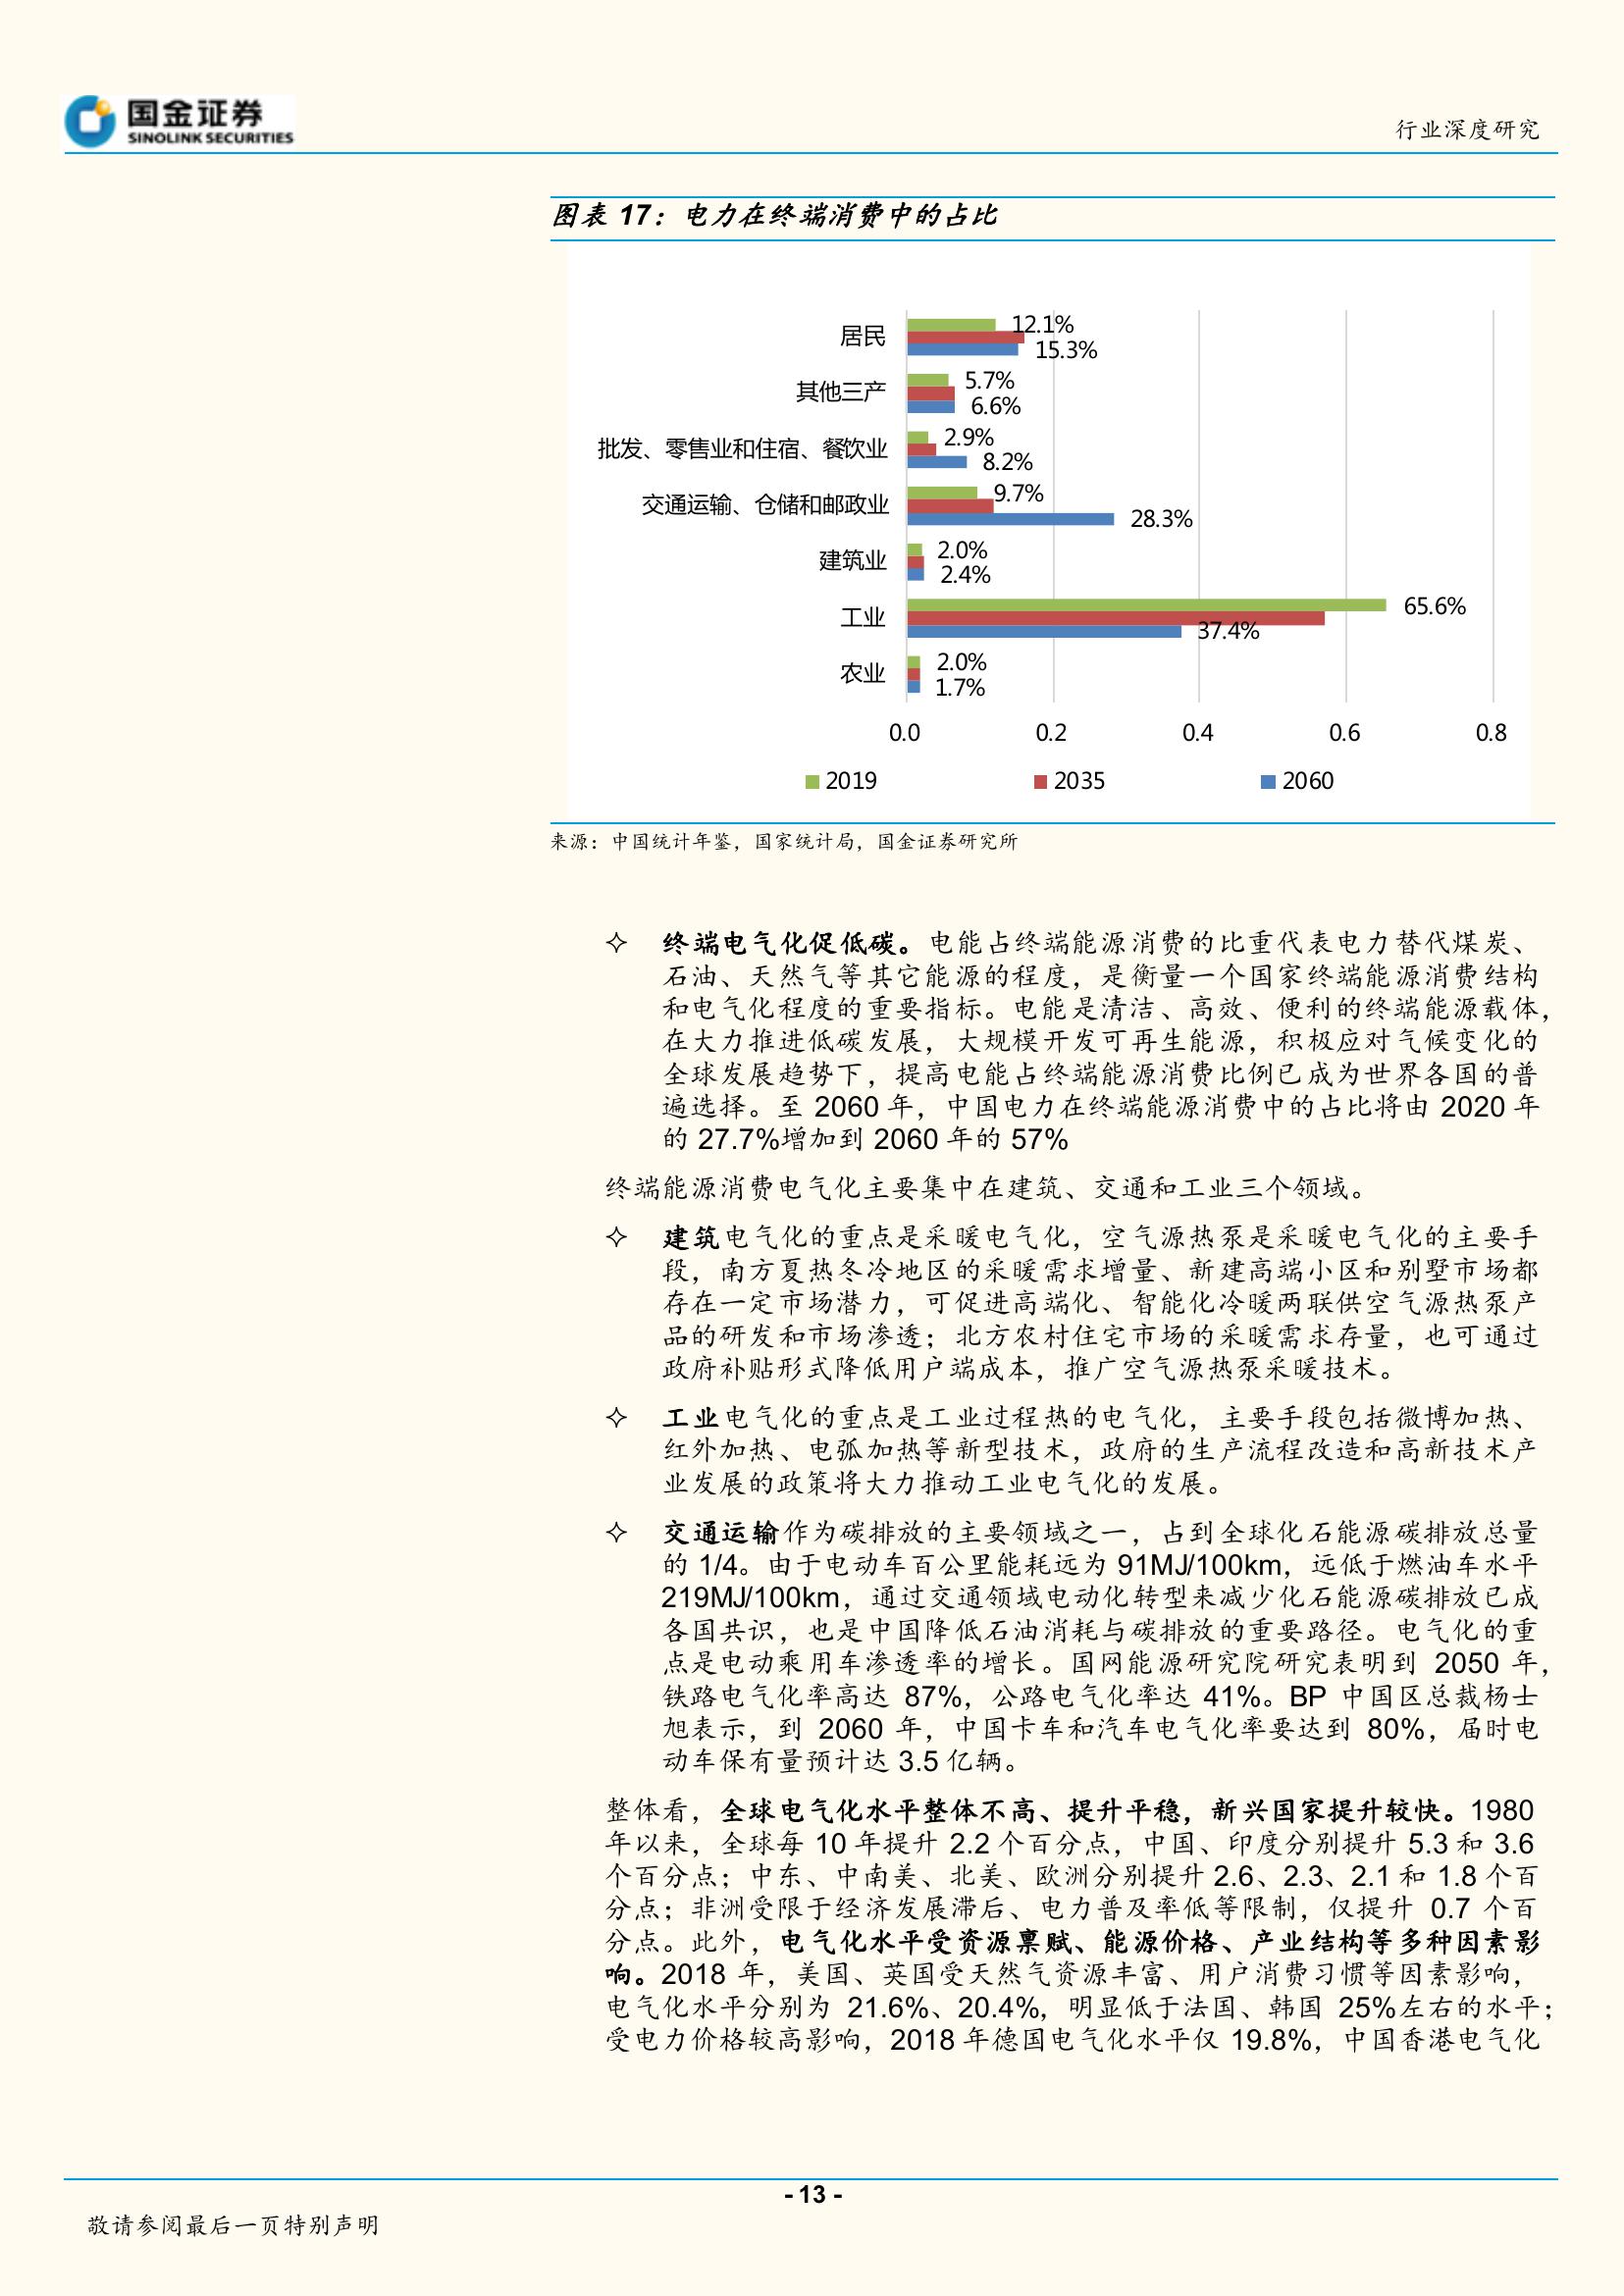 国金证券
SINOLINK SECURITIES
行业深度研究
图表 17：电力在终端消费中的占比
居民
12.1%
15.3%
其他三产
5.7%
6.6%
批发、零售业和住宿、餐饮业
2.9%
8.2%
交通运输、仓储和邮政业
9.7%
28.3%
建筑业
2.0%
2.4%
工业
65.6%
37.4%
农业
2.0%
1.7%
0.0 0.2 0.4 0.6 0.8
2019 2035 2060
来源：中国统计年鉴，国家统计局，国金证券研究所
✧ 终端电气化促低碳。电能占终端能源消费的比重代表电力替代煤炭、
石油、天然气等其它能源的程度，是衡量一个国家终端能源消费结构
和电气化程度的重要指标。电能是清洁、高效、便利的终端能源载体，
在大力推进低碳发展，大规模开发可再生能源，积极应对气候变化的
全球发展趋势下，提高电能占终端能源消费比例已成为世界各国的普
遍选择。至 2060 年，中国电力在终端能源消费中的占比将由 2020 年
的 27.7%增加到 2060 年的 57%
终端能源消费电气化主要集中在建筑、交通和工业三个领域。
✧ 建筑电气化的重点是采暖电气化，空气源热泵是采暖电气化的主要手
段，南方夏热冬冷地区的采暖需求增量、新建高端小区和别墅市场都
存在一定市场潜力，可促进高端化、智能化冷暖两联供空气源热泵产
品的研发和市场渗透；北方农村住宅市场的采暖需求存量，也可通过
政府补贴形式降低用户端成本，推广空气源热泵采暖技术。
✧ 工业电气化的重点是工业过程热的电气化，主要手段包括微博加热、
红外加热、电弧加热等新型技术，政府的生产流程改造和高新技术产
业发展的政策将大力推动工业电气化的发展。
✧ 交通运输作为碳排放的主要领域之一，占到全球化石能源碳排放总量
的 1/4。由于电动车百公里能耗远为 91MJ/100km，远低于燃油车水平
219MJ/100km，通过交通领域电动化转型来减少化石能源碳排放已成
各国共识，也是中国降低石油消耗与碳排放的重要路径。电气化的重
点是电动乘用车渗透率的增长。国网能源研究院研究表明到 2050 年，
铁路电气化率高达 87%，公路电气化率达 41%。BP 中国区总裁杨士
旭表示，到 2060 年，中国卡车和汽车电气化率要达到 80%，届时电
动车保有量预计达 3.5 亿辆。
整体看，全球电气化水平整体不高、提升平稳，新兴国家提升较快。1980
年以来，全球每 10 年提升 2.2 个百分点，中国、印度分别提升 5.3 和 3.6
个百分点；中东、中南美、北美、欧洲分别提升 2.6、2.3、2.1 和 1.8 个百
分点；非洲受限于经济发展滞后、电力普及率低等限制，仅提升 0.7 个百
分点。此外，电气化水平受资源禀赋、能源价格、产业结构等多种因素影
响。2018 年，美国、英国受天然气资源丰富、用户消费习惯等因素影响，
电气化水平分别为 21.6%、20.4%，明显低于法国、韩国 25%左右的水平；
受电力价格较高影响，2018 年德国电气化水平仅 19.8%，中国香港电气化
- 13 -
敬请参阅最后一页特别声明